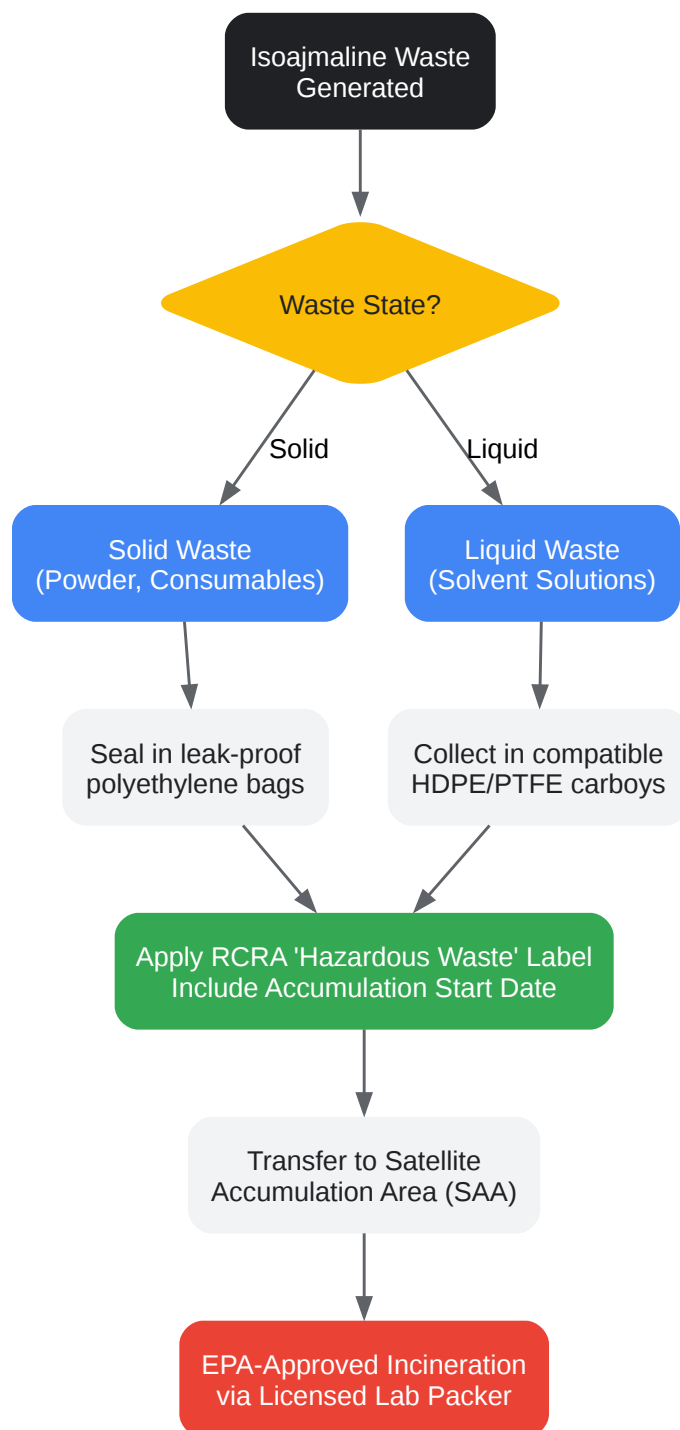 Isoajmaline Waste
Generated
Waste State?
Solid
Liquid
Solid Waste
(Powder, Consumables)
Liquid Waste
(Solvent Solutions)
Seal in leak-proof
polyethylene bags
Collect in compatible
HDPE/PTFE carboys
Apply RCRA 'Hazardous Waste' Label
Include Accumulation Start Date
Transfer to Satellite
Accumulation Area (SAA)
EPA-Approved Incineration
via Licensed Lab Packer